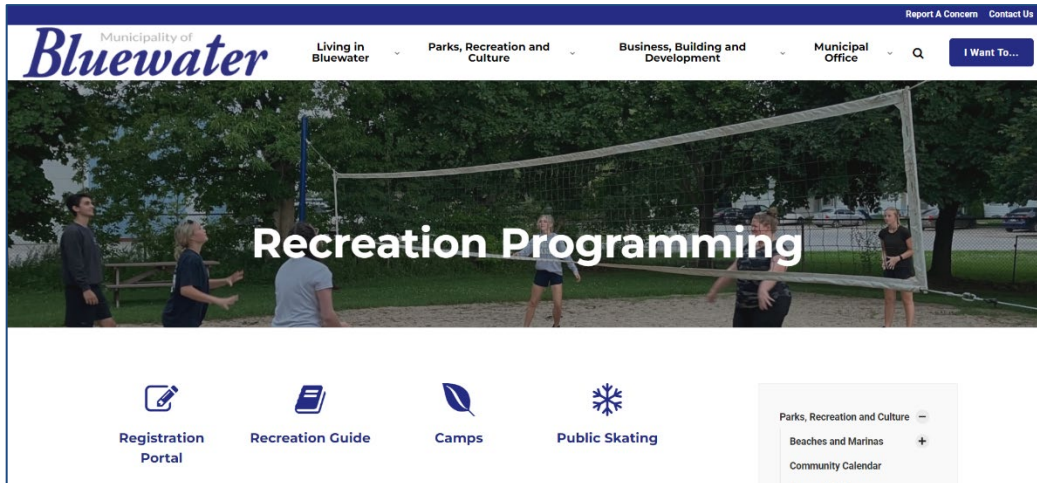 Report A Concern Contact Us
Municipality of
Bluewater
Living in
Bluewater
Parks, Recreation and
Culture
Business, Building and
Development
Municipal
Office
I Want To...
Recreation Programming
Registration
Portal
Recreation Guide
Camps
Public Skating
Parks, Recreation and Culture
Beaches and Marinas
Community Calendar